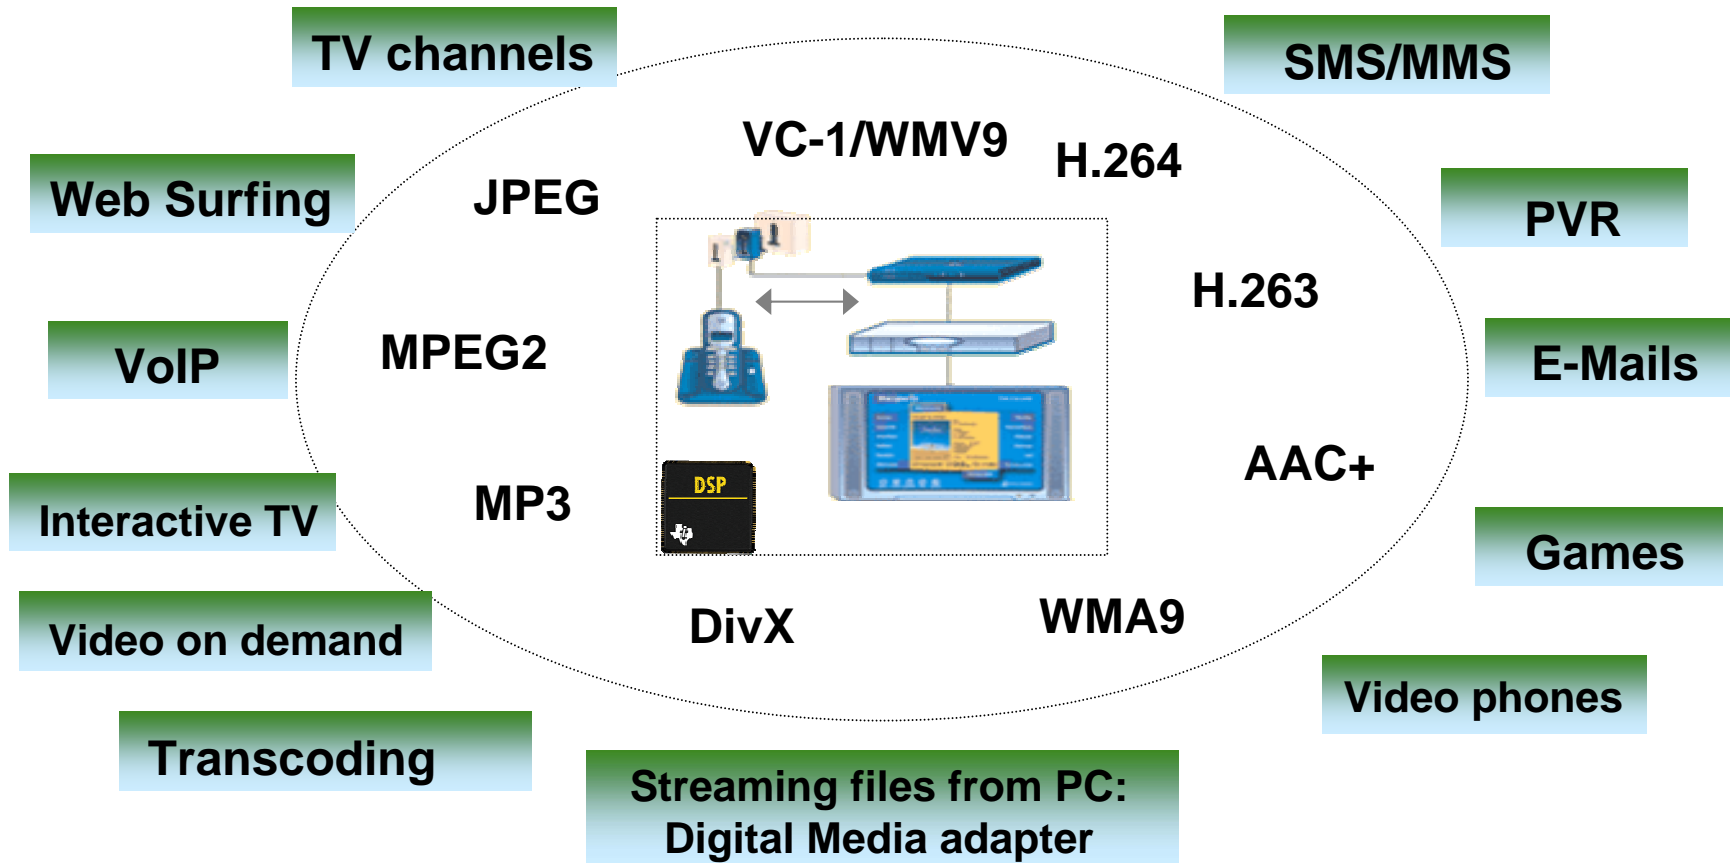 TV channels
SMS/MMS
VC-1/WMV9
H.264
Web Surfing
JPEG
PVR
H.263
VoIP
MPEG2
E-Mails
AAC+
Interactive TV
MP3
DSP
Games
Video on demand
DivX
WMA9
Video phones
Transcoding
Streaming files from PC:
Digital Media adapter